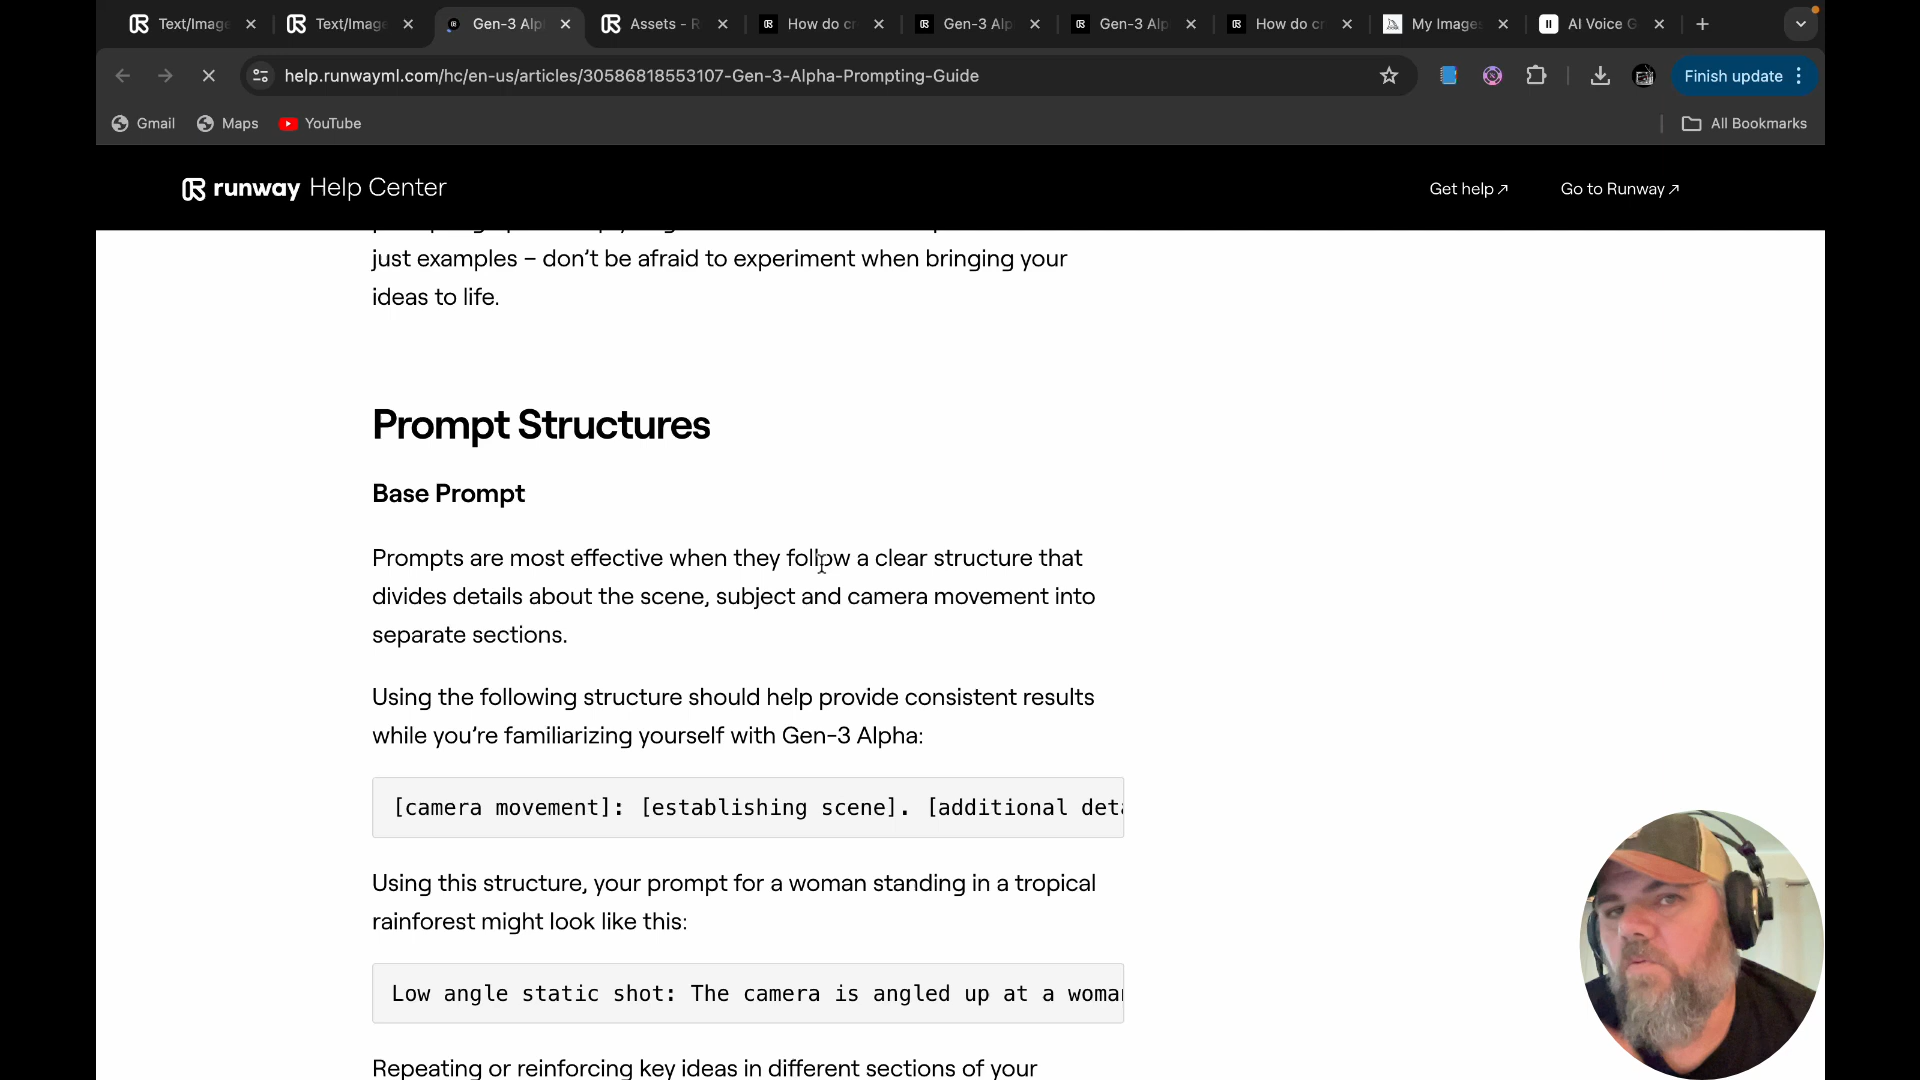 Text/Image
Text/Image
Gen-3 Alp
Assets - R
How do cr
Gen-3 Alp
Gen-3 Alp
How do cr
My Images
AI Voice G
help.runwayml.com/hc/en-us/articles/30586818553107-Gen-3-Alpha-Prompting-Guide
Finish update
Gmail
Maps
YouTube
All Bookmarks
runway Help Center
Get help↗
Go to Runway↗
just examples – don’t be afraid to experiment when bringing your
ideas to life.
Prompt Structures
Base Prompt
Prompts are most effective when they follow a clear structure that
divides details about the scene, subject and camera movement into
separate sections.
Using the following structure should help provide consistent results
while you’re familiarizing yourself with Gen-3 Alpha:
[camera movement]: [establishing scene]. [additional deta
Using this structure, your prompt for a woman standing in a tropical
rainforest might look like this:
Low angle static shot: The camera is angled up at a woman
Repeating or reinforcing key ideas in different sections of your